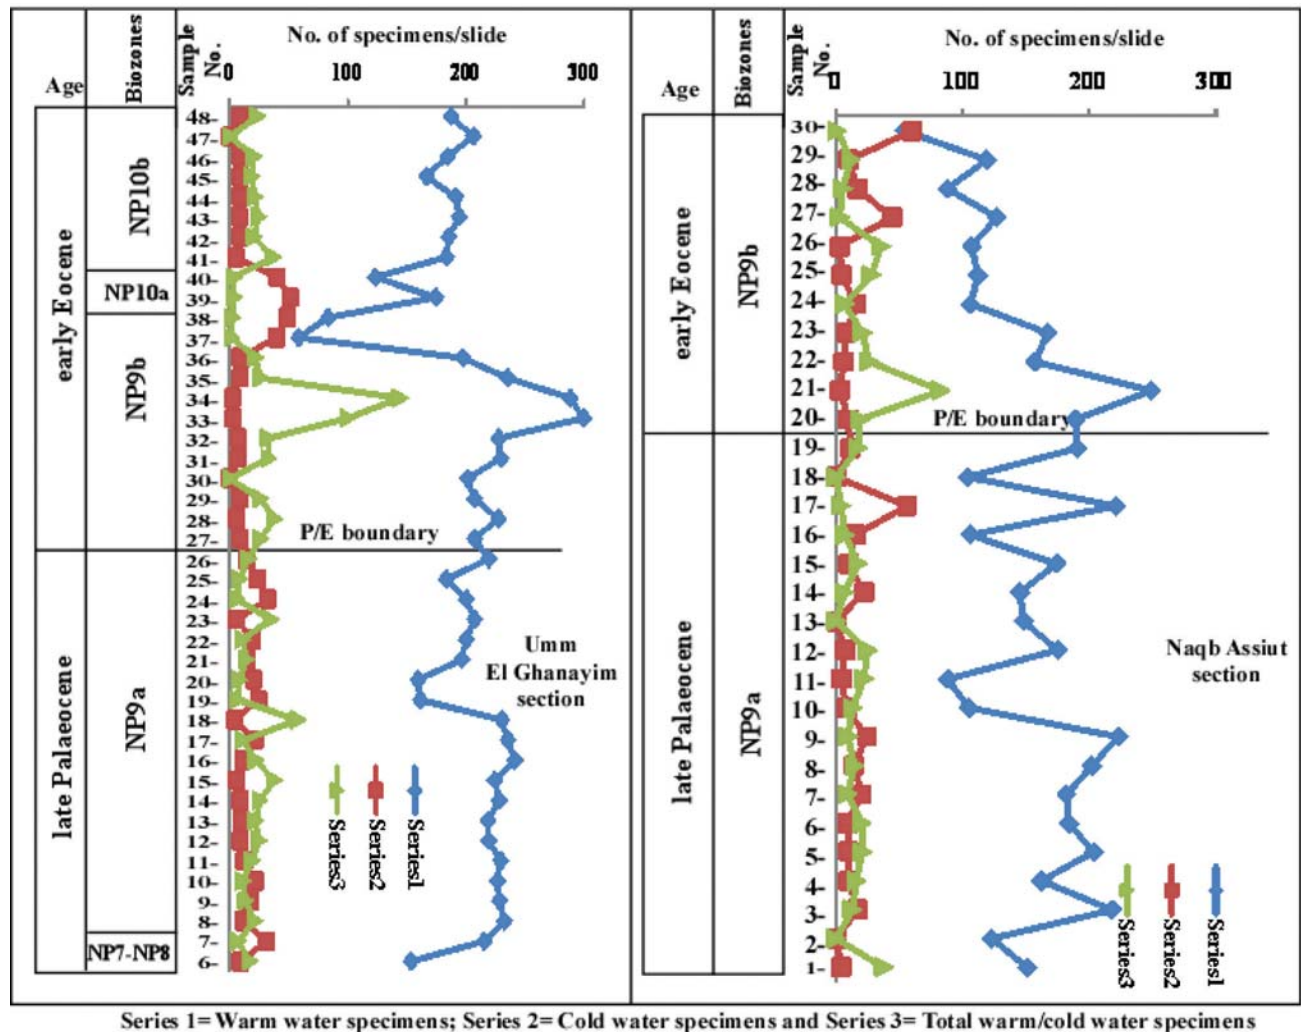 Age
Biozones
Sample
No.
No. of specimens/slide
0
100
200
300
early Eocene
late Palaeocene
NP10b
NP10a
NP9b
NP9a
NP7-NP8
48-
47-
46-
45-
44-
43-
42-
41-
40-
39-
38-
37-
36-
35-
34-
33-
32-
31-
30-
29-
28-
27-
26-
25-
24-
23-
22-
21-
20-
19-
18-
17-
16-
15-
14-
13-
12-
11-
10-
9-
8-
7-
6-
P/E boundary
Umm
El Ghanayim
section
Series3
Series2
Series1
Age
Biozones
Sample
No.
No. of specimens/slide
0
100
200
300
early Eocene
late Palaeocene
NP9b
NP9a
30-
29-
28-
27-
26-
25-
24-
23-
22-
21-
20-
19-
18-
17-
16-
15-
14-
13-
12-
11-
10-
9-
8-
7-
6-
5-
4-
3-
2-
1-
P/E boundary
Naqb Assiut
section
Series3
Series2
Series1
Series 1= Warm water specimens; Series 2= Cold water specimens and Series 3= Total warm/cold water specimens